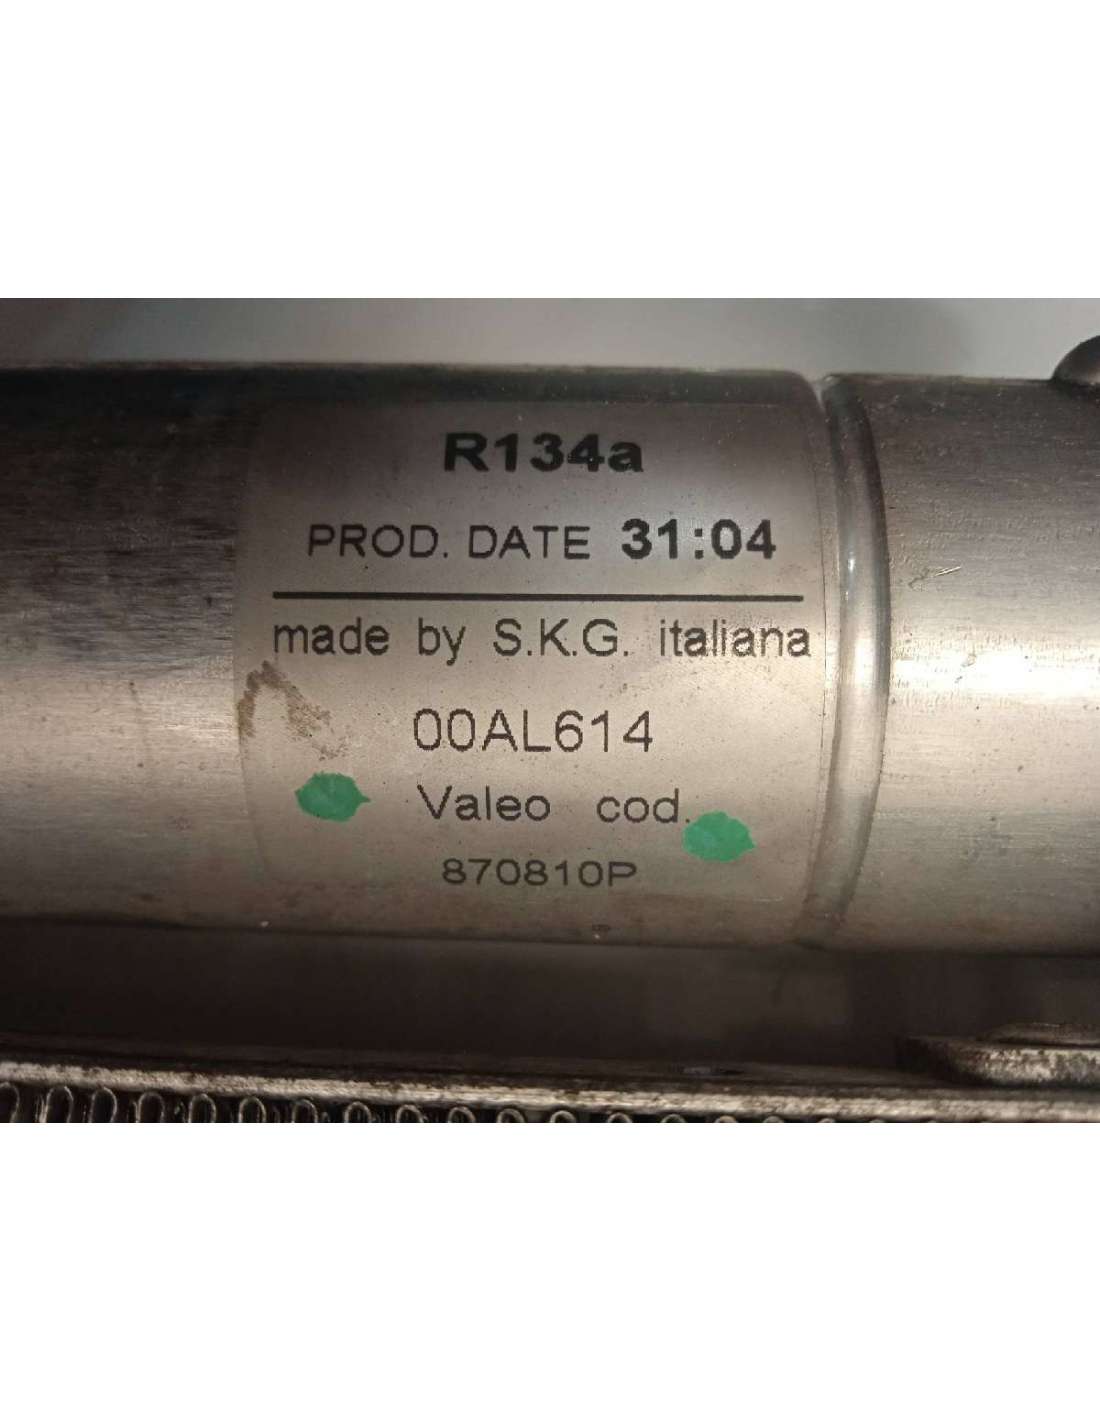 R134a
PROD. DATE 31:04
made by S.K.G. italiana
00AL614
Valeo cod.
870810P